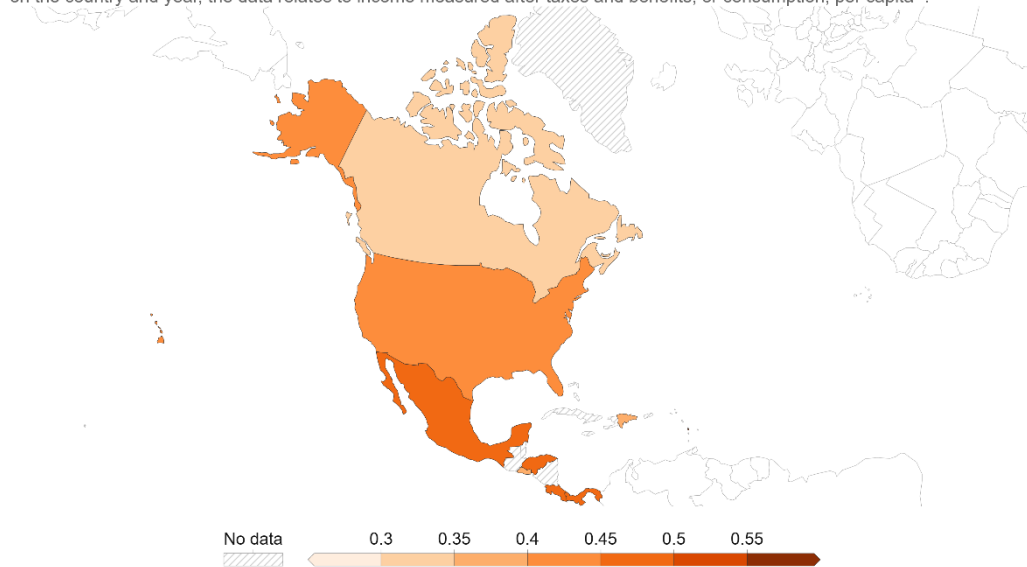 on the country and year, the data relates to income measured after taxes and benefits, or consumption, per capita
No data
0.3 0.35 0.4 0.45 0.5 0.55